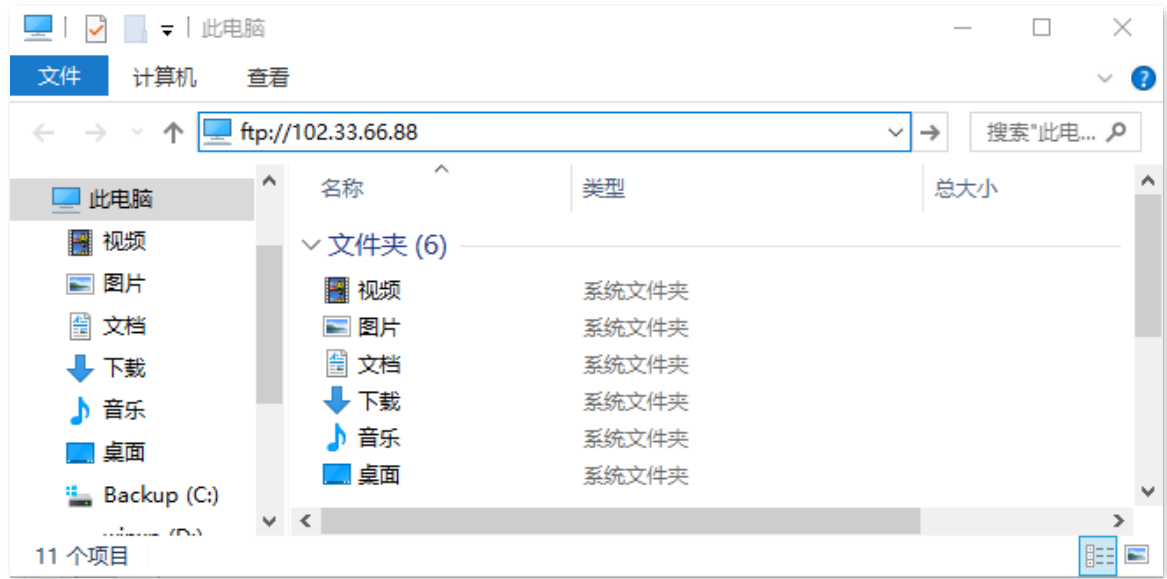 此电脑
文件 计算机 查看
ftp://102.33.66.88
搜索"此电...
此电脑
视频
图片
文档
下载
音乐
桌面
Backup (C:)
名称 类型 总大小
文件夹 (6)
视频 系统文件夹
图片 系统文件夹
文档 系统文件夹
下载 系统文件夹
音乐 系统文件夹
桌面 系统文件夹
11 个项目